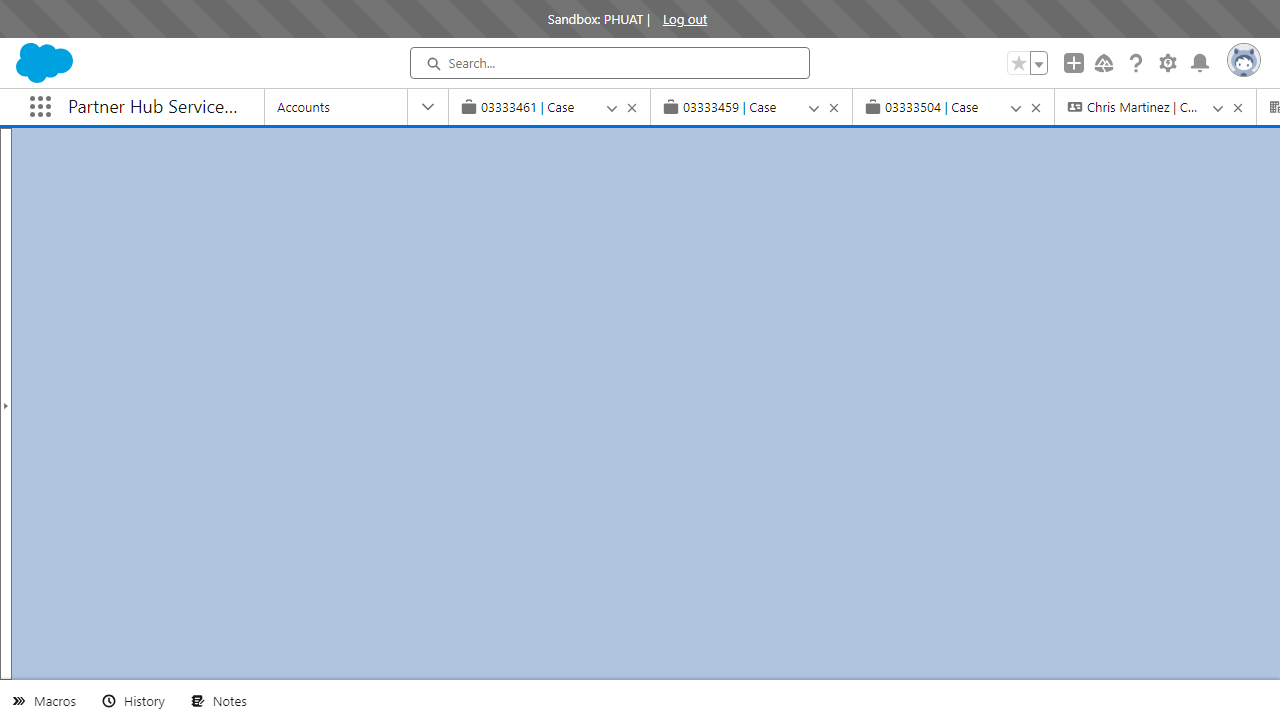 Sandbox: PHUAT | Log out
Search...
Partner Hub Service...
Accounts
03333461 | Case
03333459 | Case
03333504 | Case
Chris Martinez | C...
Macros
History
Notes